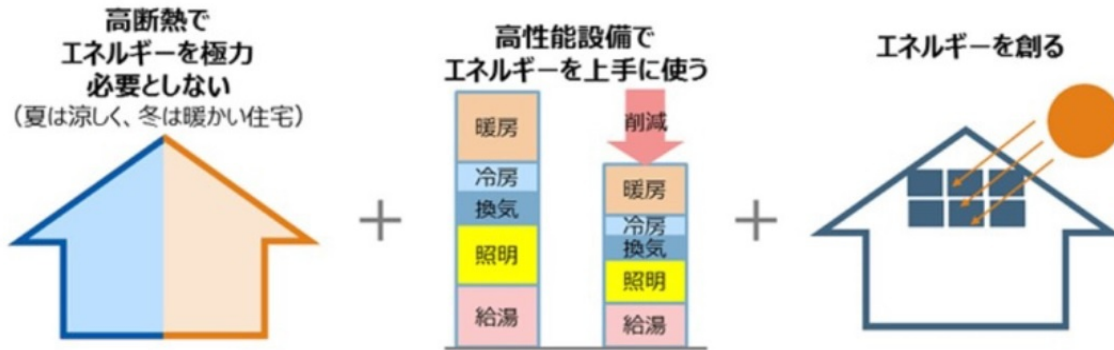 高断熱で
エネルギーを極力
必要としない
（夏は涼しく、冬は暖かい住宅）
高性能設備で
エネルギーを上手に使う
暖房
冷房
換気
照明
給湯
削減
暖房
冷房
換気
照明
給湯
エネルギーを創る